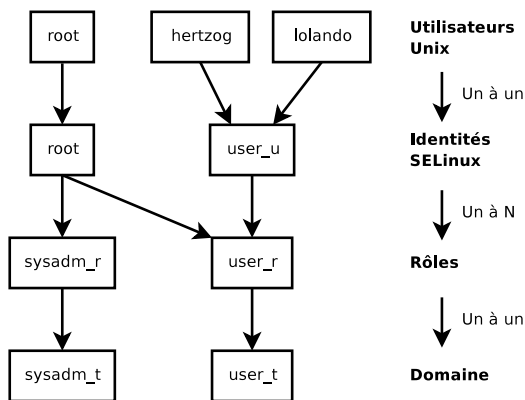 root
hertzog
lolando
Utilisateurs
Unix
Un à un
root
user_u
Identités
SELinux
Un à N
sysadm_r
user_r
Rôles
Un à un
sysadm_t
user_t
Domaine